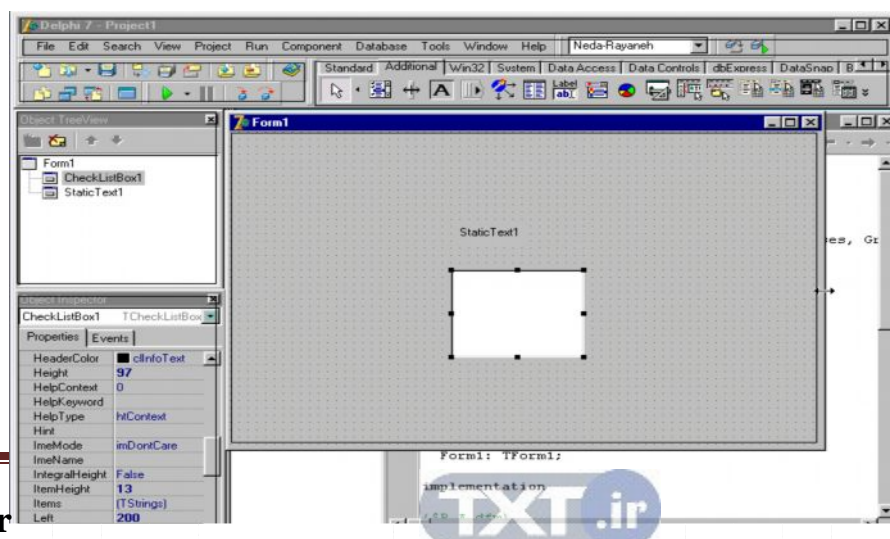 Delphi 7 - Project1
File Edit Search View Project Run Component Database Tools Window Help Neda-Rayaneh
Standard Additional Win32 System Data Access Data Controls dbExpress DataSnap B
Object TreeView
Form1
CheckListBox1
StaticText1
Form1
StaticText1
es, Gr
Object Inspector
CheckListBox1 TCheckListBox
Properties Events
HeaderColor clInfoText
Height 97
HelpContext 0
HelpKeyword
HelpType htContext
Hint
ImeMode imDontCare
ImeName
IntegralHeight False
ItemHeight 13
Items (TStrings)
Left 200
Form1: TForm1;
implementation
TXT.ir
r